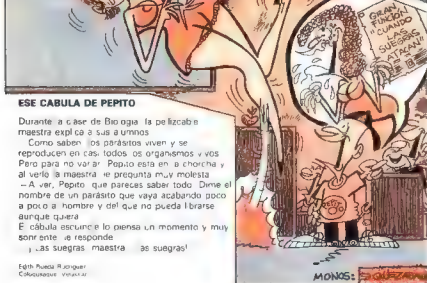 GRAN
FUNCIÓN
"CUANDO
LAS
SUEGRAS
ATACAN"
ESE CABULA DE PEPITO
Durante la clase de Biología la pellizcable
maestra explica a sus alumnos
Como saben los parásitos viven y se
reproducen en casi todos los organismos vivos
Pero para no variar Pepito está en la chorcha y
al verlo la maestra le pregunta muy molesta
– A ver, Pepito que pareces saber todo Dime el
nombre de un parásito que vaya acabando poco
a poco al hombre y del que no pueda librarse
aunque quiera
El cábula escuincle lo piensa un momento y muy
sonriente le responde
¡Las suegras maestra las suegras!
Edith Rueda
MONOS: